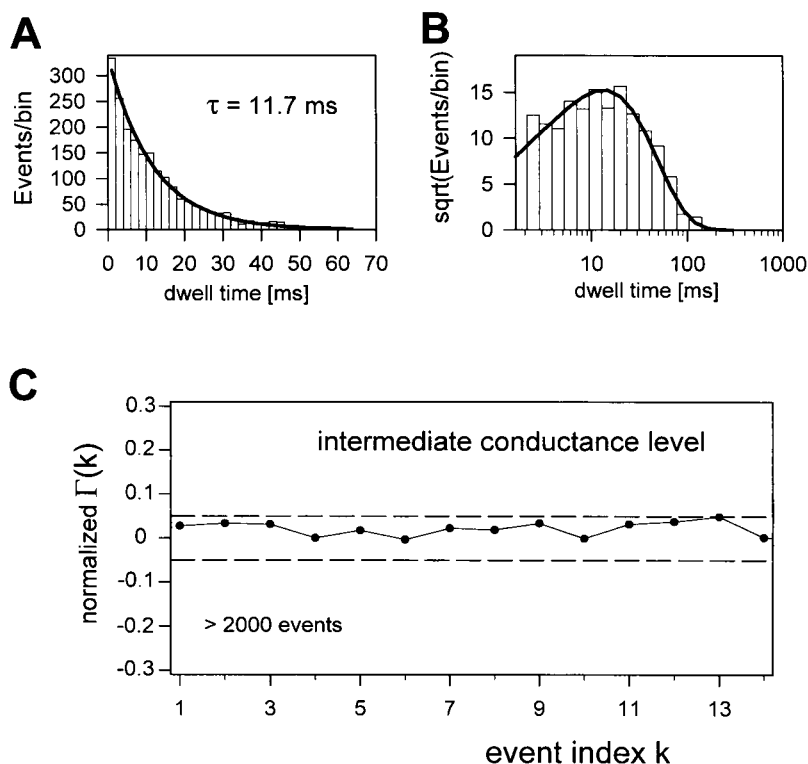 A
Events/bin
300
250
200
150
100
50
0
τ = 11.7 ms
0 10 20 30 40 50 60 70
dwell time [ms]
B
sqrt(Events/bin)
15
10
5
0
10 100 1000
dwell time [ms]
C
normalized Γ(k)
0.3
0.2
0.1
0
-0.1
-0.2
-0.3
intermediate conductance level
> 2000 events
1 3 5 7 9 11 13
event index k